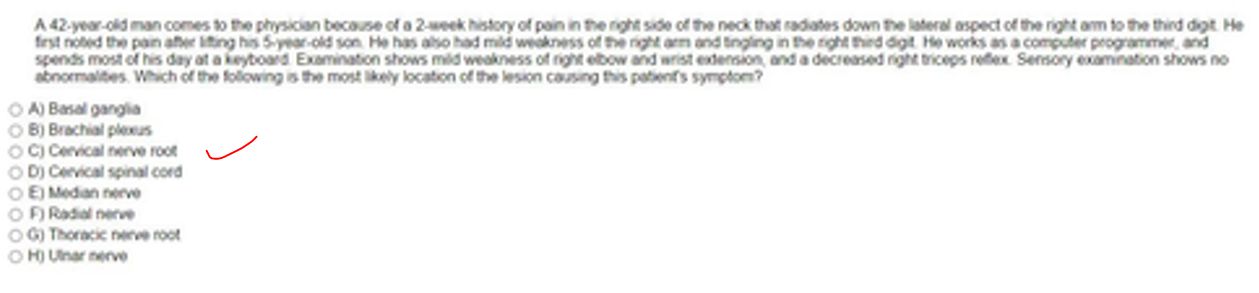 A 42-year-old man comes to the physician because of a 2-week history of pain in the right side of the neck that radiates down the lateral aspect of the right arm to the third digit. He
first noted the pain after lifting his 5-year-old son. He has also had mild weakness of the right arm and tingling in the right third digit. He works as a computer programmer, and
spends most of his day at a keyboard. Examination shows mild weakness of right elbow and wrist extension, and a decreased right triceps reflex. Sensory examination shows no
abnormalities. Which of the following is the most likely location of the lesion causing this patient's symptom?
A) Basal ganglia
B) Brachial plexus
C) Cervical nerve root
D) Cervical spinal cord
E) Median nerve
F) Radial nerve
G) Thoracic nerve root
H) Ulnar nerve